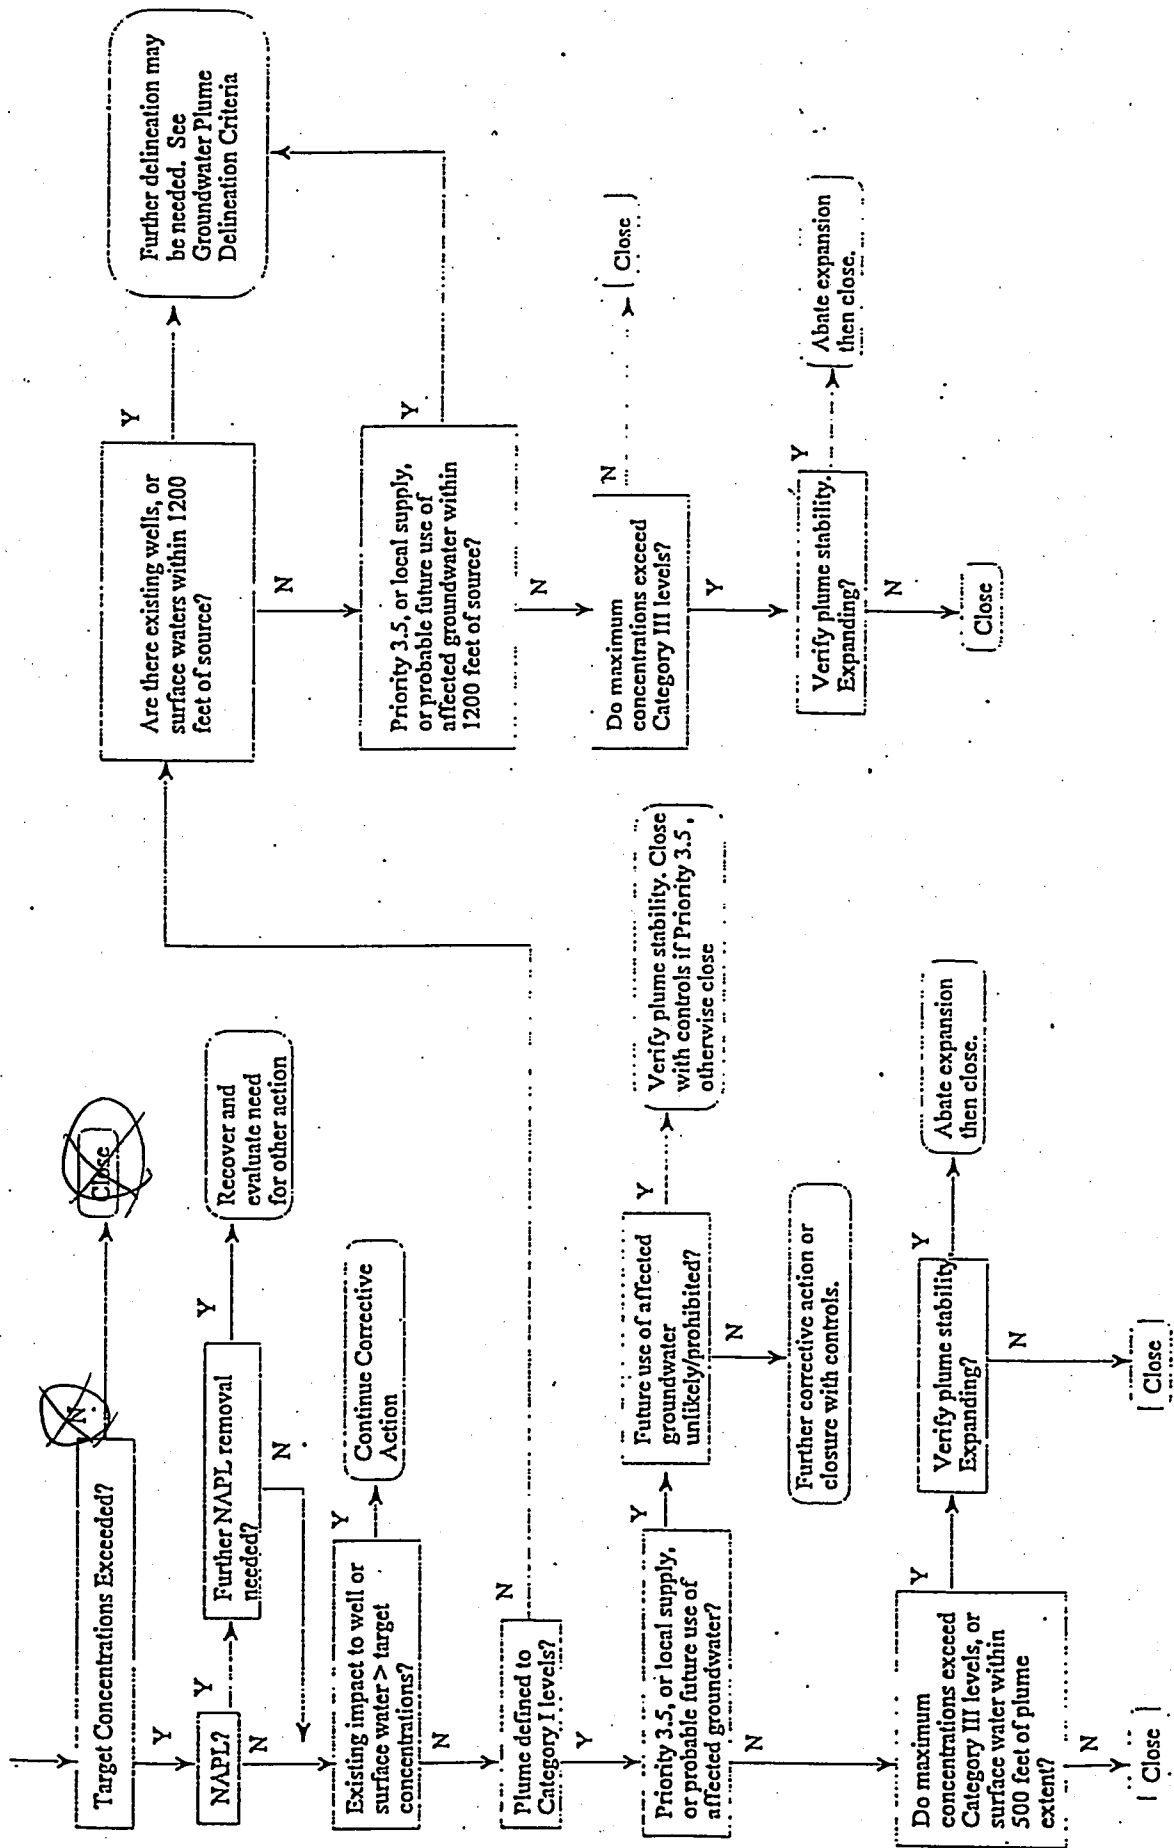 Target Concentrations Exceeded?
N
Close
Y
NAPL?
Y
Further NAPL removal
needed?
Y
Recover and
evaluate need
for other action
N
N
Existing impact to well or
surface water > target
concentrations?
Y
Continue Corrective
Action
N
Plume defined to
Category I levels?
N
Y
Priority 3.5, or local supply,
or probable future use of
affected groundwater?
Y
Future use of affected
groundwater
unlikely/prohibited?
Y
Verify plume stability. Close
with controls if Priority 3.5 ,
otherwise close
N
Further corrective action or
closure with controls.
N
Do maximum
concentrations exceed
Category III levels, or
surface water within
500 feet of plume
extent?
Y
Verify plume stability.
Expanding?
Y
Abate expansion
then close.
N
Close
N
Close
Are there existing wells, or
surface waters within 1200
feet of source?
Y
Further delineation may
be needed. See
Groundwater Plume
Delineation Criteria
N
Priority 3.5, or local supply,
or probable future use of
affected groundwater within
1200 feet of source?
Y
N
Do maximum
concentrations exceed
Category III levels?
N
Close
Y
Verify plume stability.
Expanding?
Y
Abate expansion
then close.
N
Close